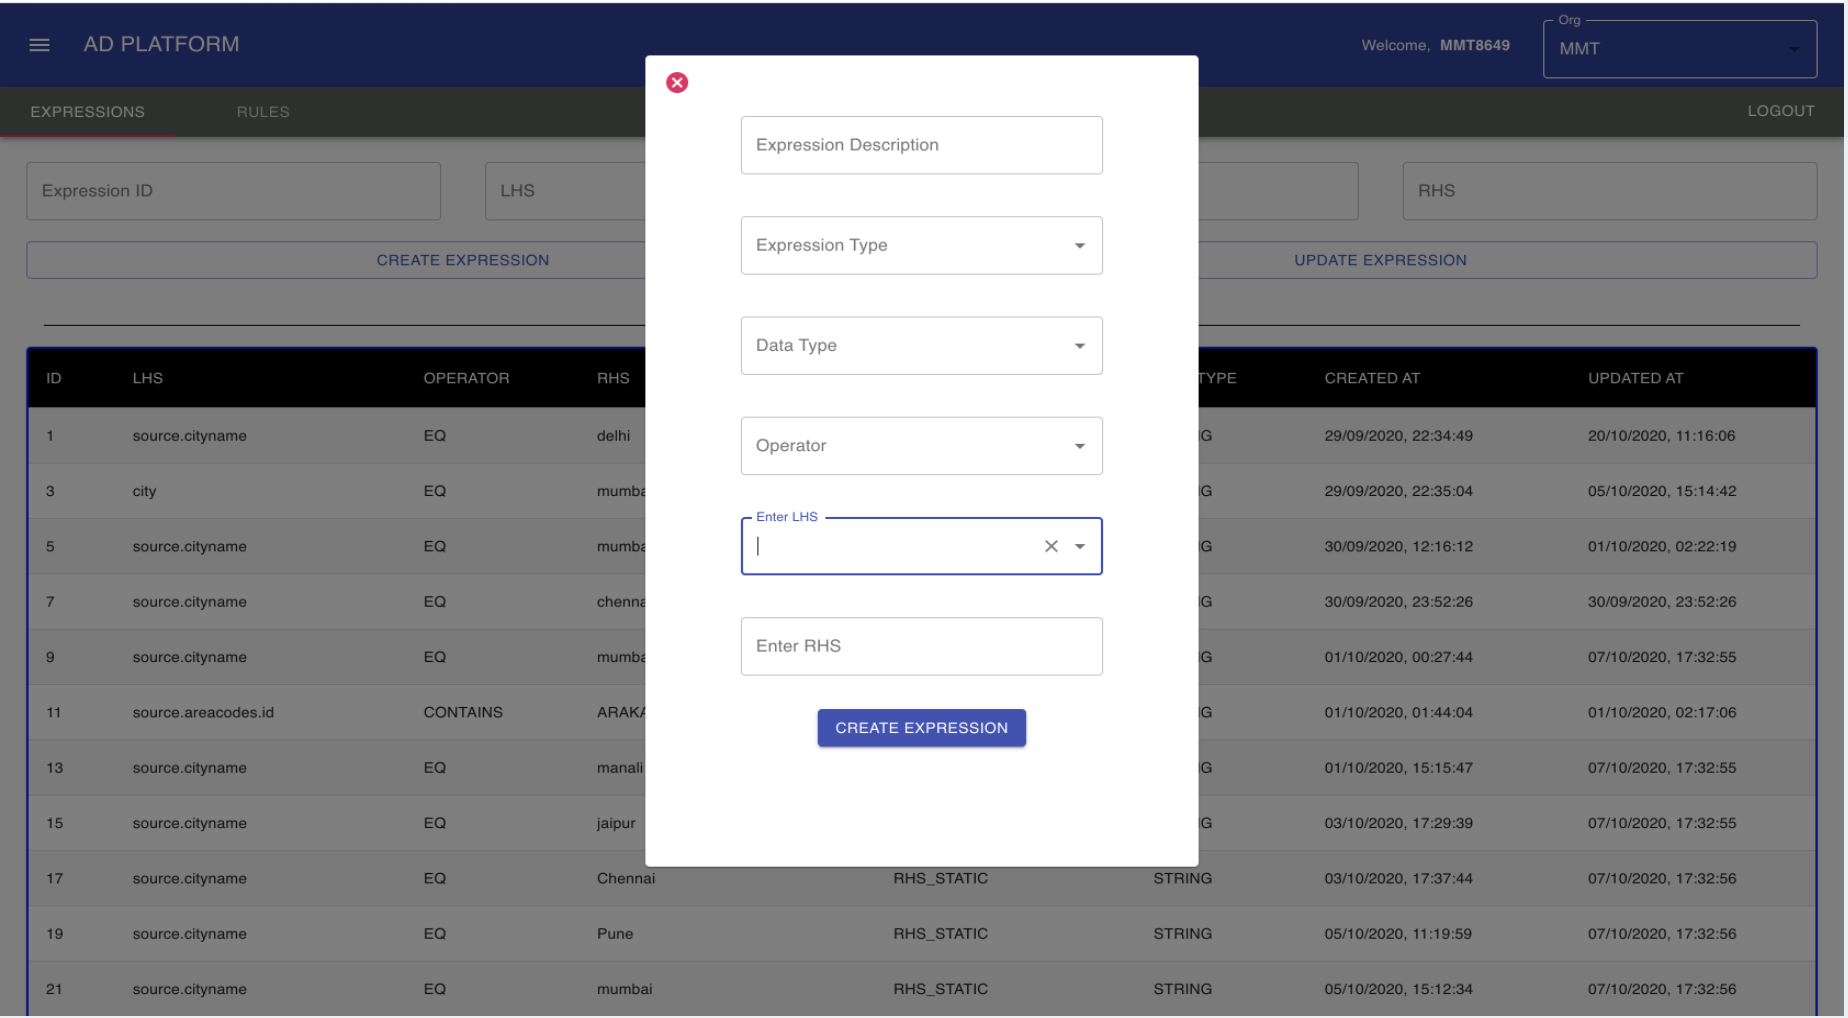 AD PLATFORM
Welcome, MMT8649
Org
MMT
EXPRESSIONS RULES LOGOUT
Expression ID LHS RHS
CREATE EXPRESSION UPDATE EXPRESSION
Expression Description
Expression Type
Data Type
Operator
Enter LHS
Enter RHS
CREATE EXPRESSION
ID LHS OPERATOR RHS TYPE CREATED AT UPDATED AT
1 source.cityname EQ delhi G 29/09/2020, 22:34:49 20/10/2020, 11:16:06
3 city EQ mumba G 29/09/2020, 22:35:04 05/10/2020, 15:14:42
5 source.cityname EQ mumba G 30/09/2020, 12:16:12 01/10/2020, 02:22:19
7 source.cityname EQ chenna G 30/09/2020, 23:52:26 30/09/2020, 23:52:26
9 source.cityname EQ mumba G 01/10/2020, 00:27:44 07/10/2020, 17:32:55
11 source.areacodes.id CONTAINS ARAKA G 01/10/2020, 01:44:04 01/10/2020, 02:17:06
13 source.cityname EQ manali G 01/10/2020, 15:15:47 07/10/2020, 17:32:55
15 source.cityname EQ jaipur G 03/10/2020, 17:29:39 07/10/2020, 17:32:55
17 source.cityname EQ Chennai RHS_STATIC STRING 03/10/2020, 17:37:44 07/10/2020, 17:32:56
19 source.cityname EQ Pune RHS_STATIC STRING 05/10/2020, 11:19:59 07/10/2020, 17:32:56
21 source.cityname EQ mumbai RHS_STATIC STRING 05/10/2020, 15:12:34 07/10/2020, 17:32:56